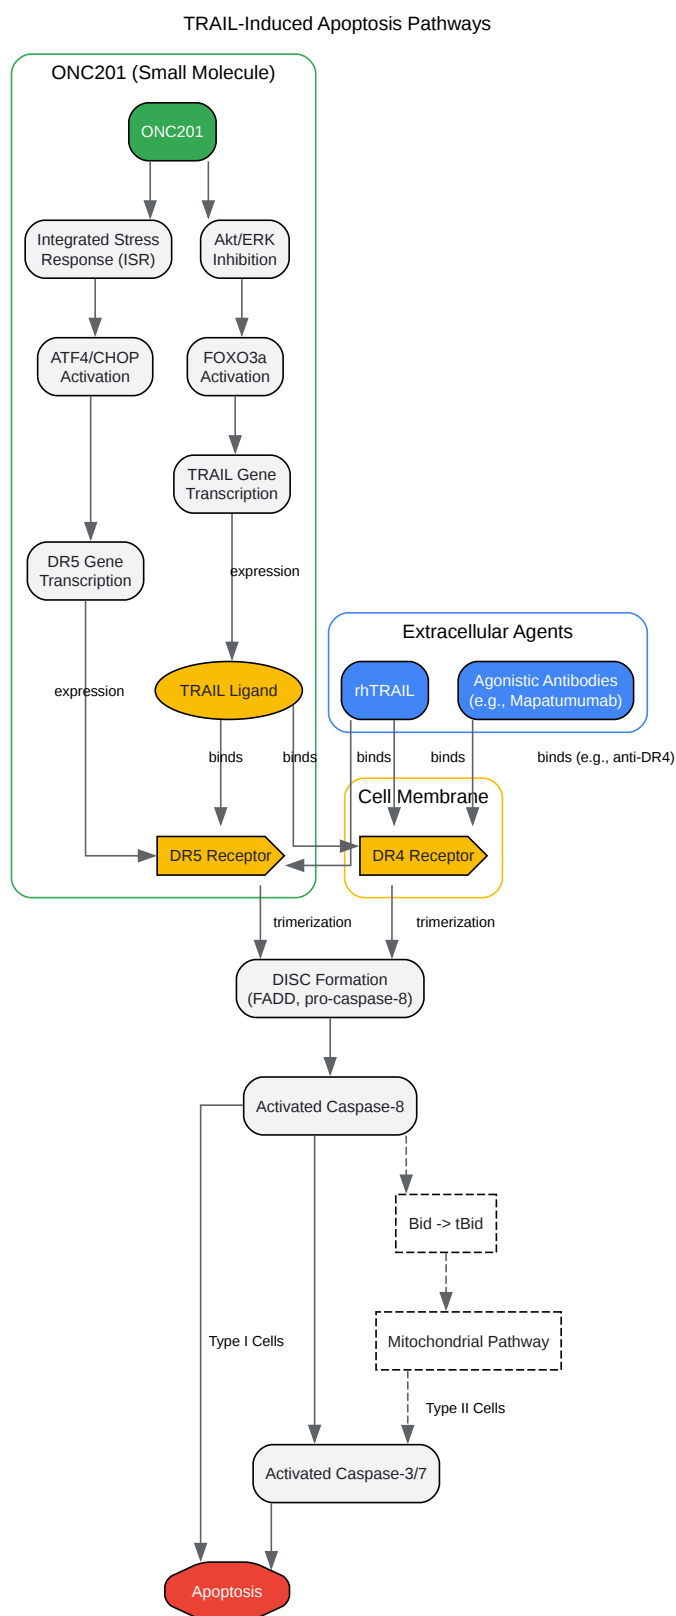 TRAIL-Induced Apoptosis Pathways
ONC201 (Small Molecule)
ONC201
Integrated Stress
Response (ISR)
Akt/ERK
Inhibition
ATF4/CHOP
Activation
FOXO3a
Activation
TRAIL Gene
Transcription
DR5 Gene
Transcription
expression
Extracellular Agents
expression
TRAIL Ligand
rhTRAIL
Agonistic Antibodies
(e.g., Mapatumumab)
binds
binds
binds
binds
binds (e.g., anti-DR4)
Cell Membrane
DR5 Receptor
DR4 Receptor
trimerization
trimerization
DISC Formation
(FADD, pro-caspase-8)
Activated Caspase-8
Bid -> tBid
Type I Cells
Mitochondrial Pathway
Type II Cells
Activated Caspase-3/7
Apoptosis